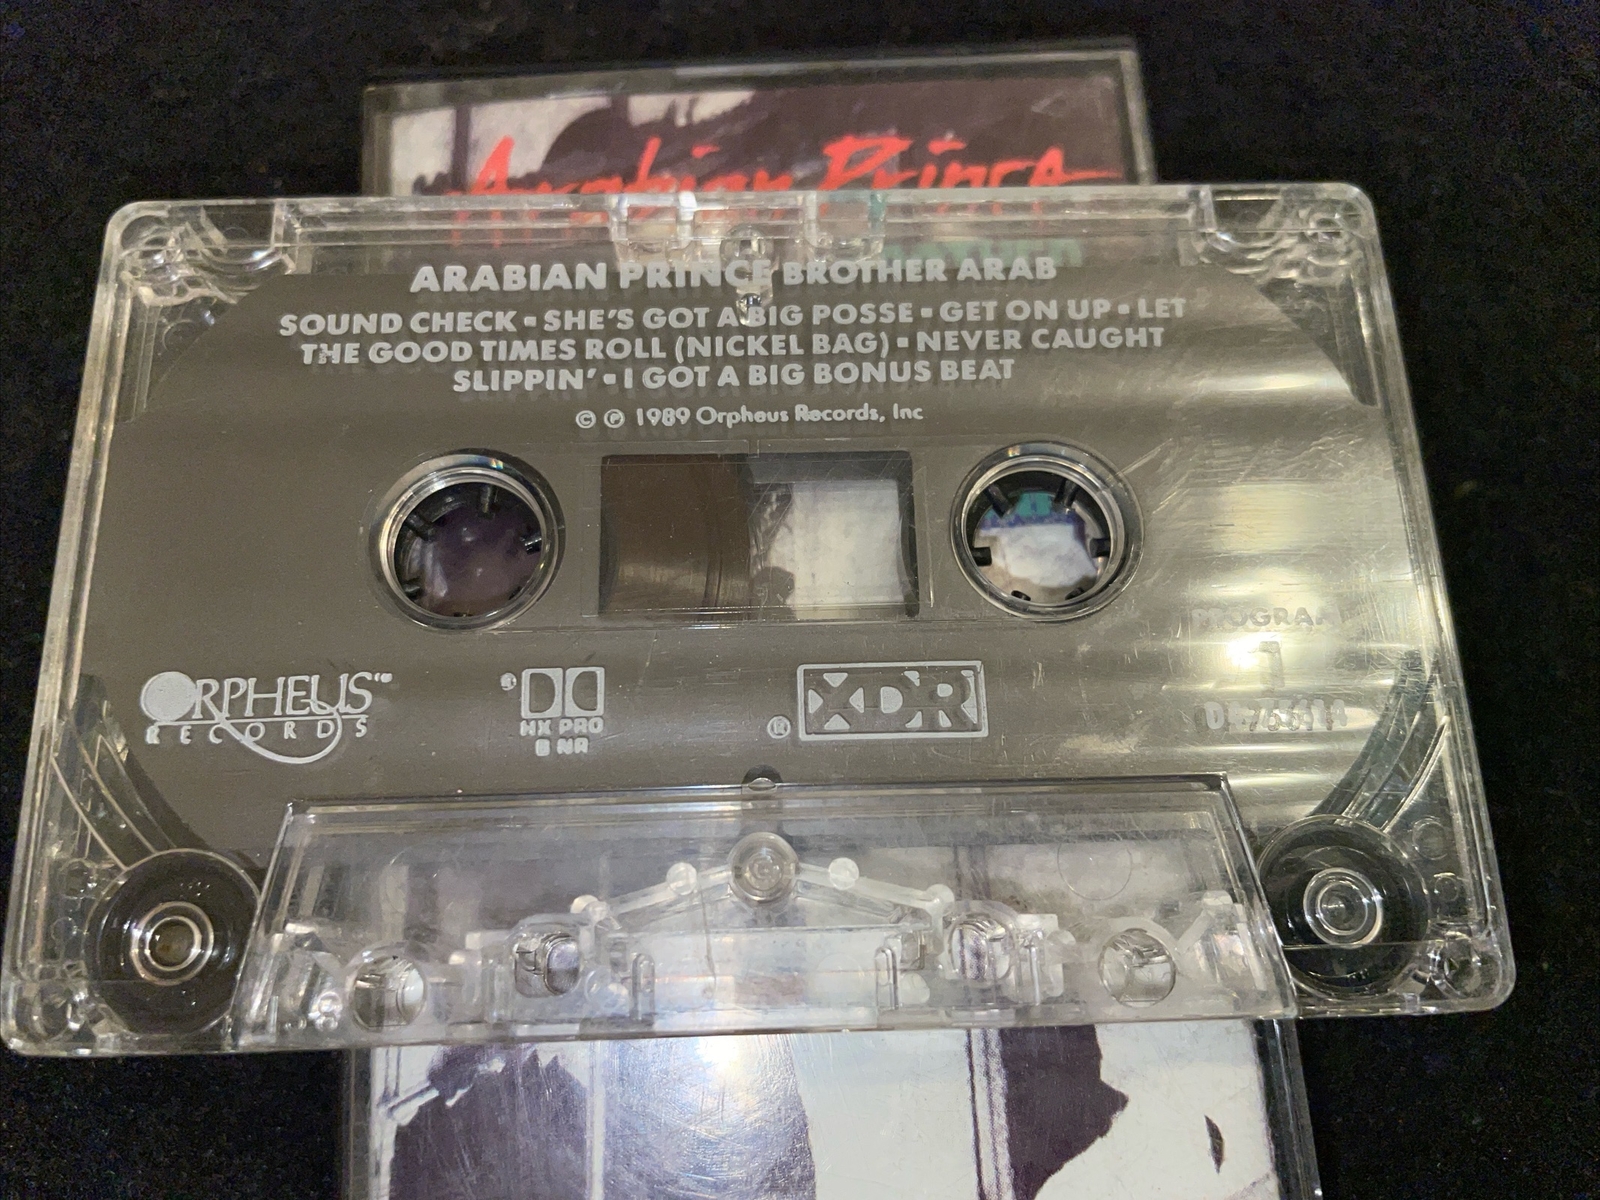 Arabian Prince
ARABIAN PRINCE BROTHER ARAB
SOUND CHECK ▪ SHE'S GOT A BIG POSSE ▪ GET ON UP ▪ LET
THE GOOD TIMES ROLL (NICKEL BAG) ▪ NEVER CAUGHT
SLIPPIN' ▪ I GOT A BIG BONUS BEAT
© ℗ 1989 Orpheus Records, Inc
PROGRAM
1
ORPHEUS™
RECORDS
®
HX PRO
B NR
® XDR